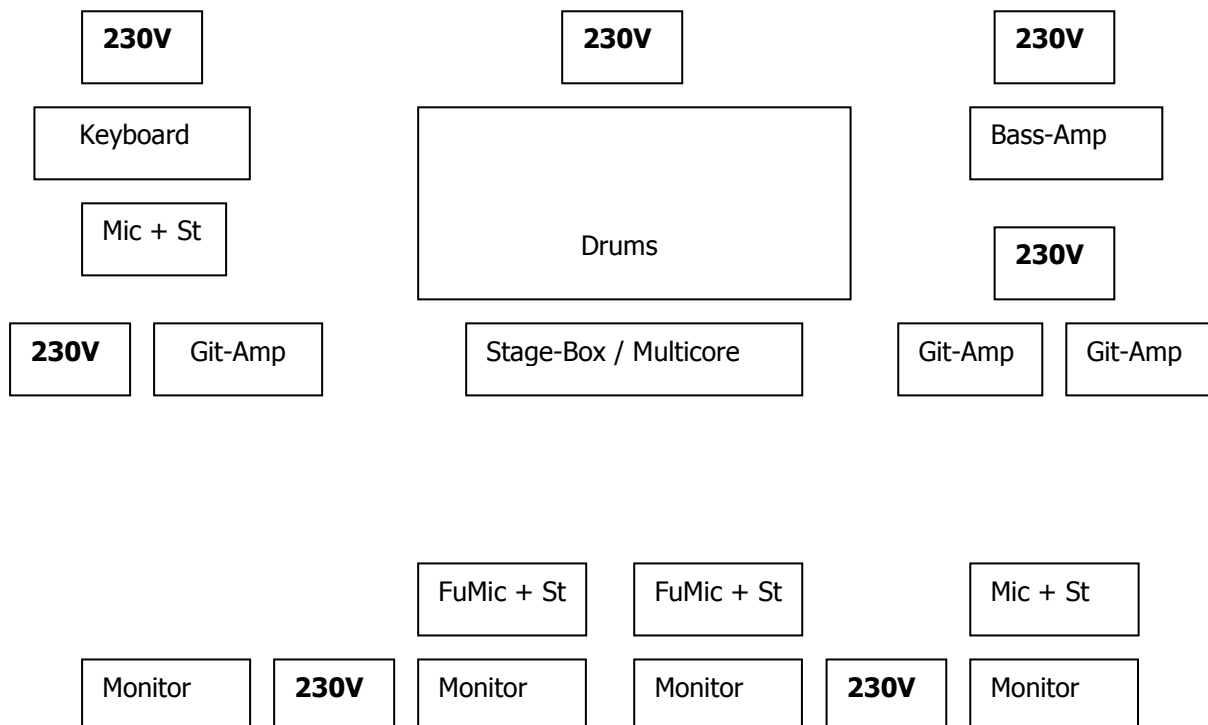 230V 230V 230V
Keyboard Bass-Amp
Mic + St
Drums 230V
230V Git-Amp Stage-Box / Multicore Git-Amp Git-Amp
FuMic + St FuMic + St Mic + St
Monitor 230V Monitor Monitor 230V Monitor